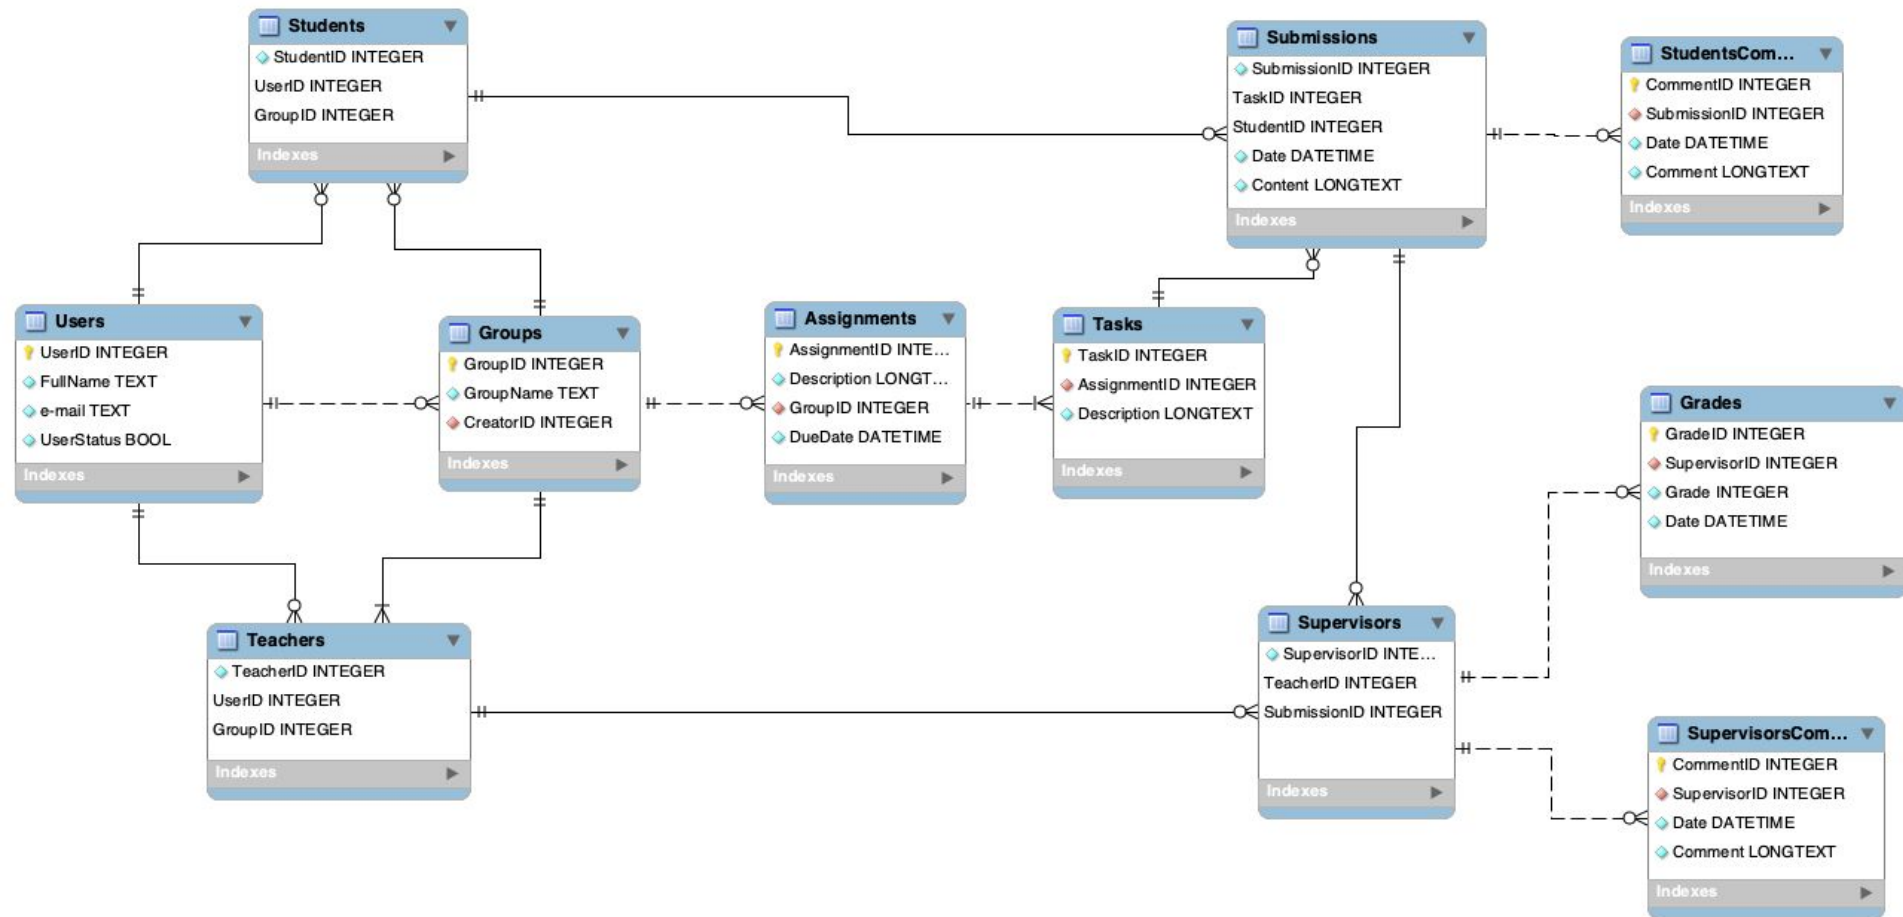 Students
StudentID INTEGER
UserID INTEGER
GroupID INTEGER
Indexes
Submissions
SubmissionID INTEGER
TaskID INTEGER
StudentID INTEGER
Date DATETIME
Content LONGTEXT
Indexes
StudentsCom...
CommentID INTEGER
SubmissionID INTEGER
Date DATETIME
Comment LONGTEXT
Indexes
Users
UserID INTEGER
FullName TEXT
e-mail TEXT
UserStatus BOOL
Indexes
Groups
GroupID INTEGER
GroupName TEXT
CreatorID INTEGER
Indexes
Assignments
AssignmentID INTE...
Description LONGT...
GroupID INTEGER
DueDate DATETIME
Indexes
Tasks
TaskID INTEGER
AssignmentID INTEGER
Description LONGTEXT
Indexes
Grades
GradeID INTEGER
SupervisorID INTEGER
Grade INTEGER
Date DATETIME
Indexes
Teachers
TeacherID INTEGER
UserID INTEGER
GroupID INTEGER
Indexes
Supervisors
SupervisorID INTE...
TeacherID INTEGER
SubmissionID INTEGER
Indexes
SupervisorsCom...
CommentID INTEGER
SupervisorID INTEGER
Date DATETIME
Comment LONGTEXT
Indexes